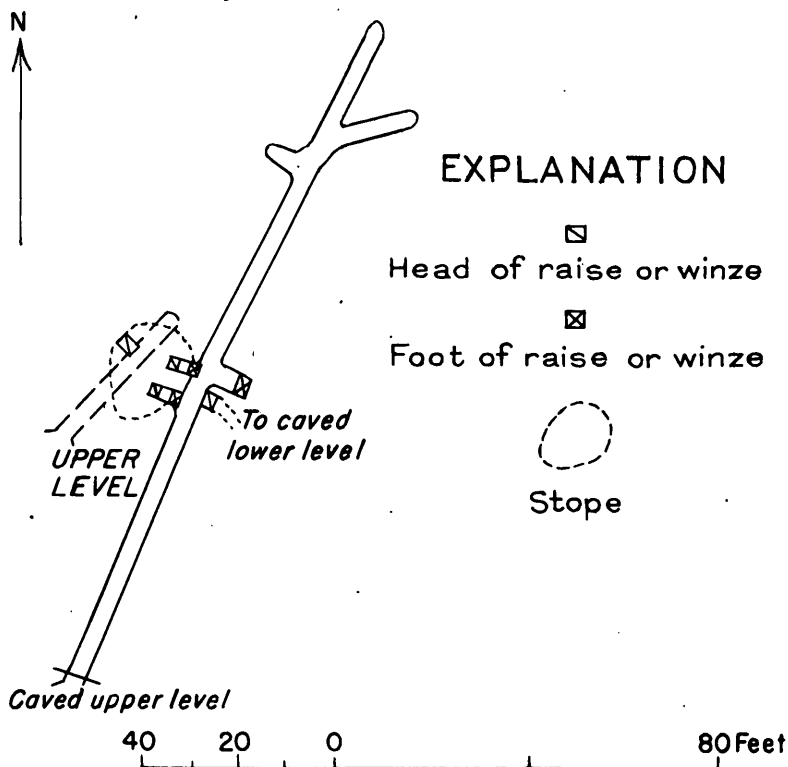 N
EXPLANATION
Head of raise or winze
Foot of raise or winze
Stope
To caved
lower level
UPPER
LEVEL
Caved upper level
40 20 0 80 Feet